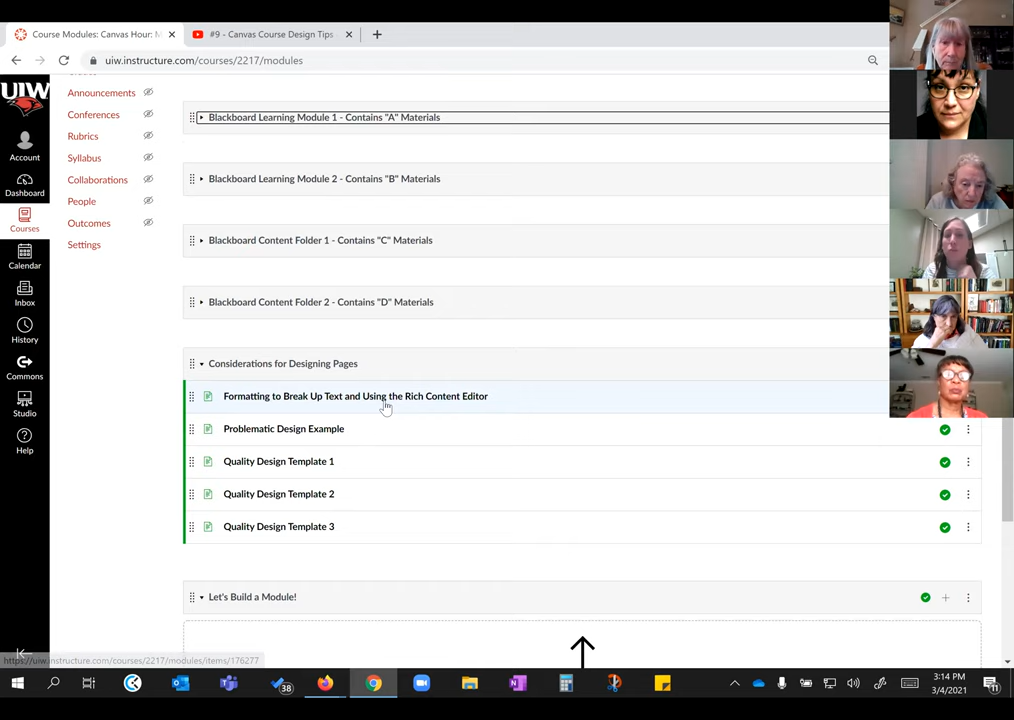 Course Modules: Canvas Hour: M
#9 - Canvas Course Design Tips
uiw.instructure.com/courses/2217/modules
UIW
Account
Dashboard
Courses
Calendar
Inbox
History
Commons
Studio
Help
Announcements
Conferences
Rubrics
Syllabus
Collaborations
People
Outcomes
Settings
Blackboard Learning Module 1 - Contains "A" Materials
Blackboard Learning Module 2 - Contains "B" Materials
Blackboard Content Folder 1 - Contains "C" Materials
Blackboard Content Folder 2 - Contains "D" Materials
Considerations for Designing Pages
Formatting to Break Up Text and Using the Rich Content Editor
Problematic Design Example
Quality Design Template 1
Quality Design Template 2
Quality Design Template 3
Let's Build a Module!
https://uiw.instructure.com/courses/2217/modules/items/176277
38
3:14 PM
3/4/2021
11